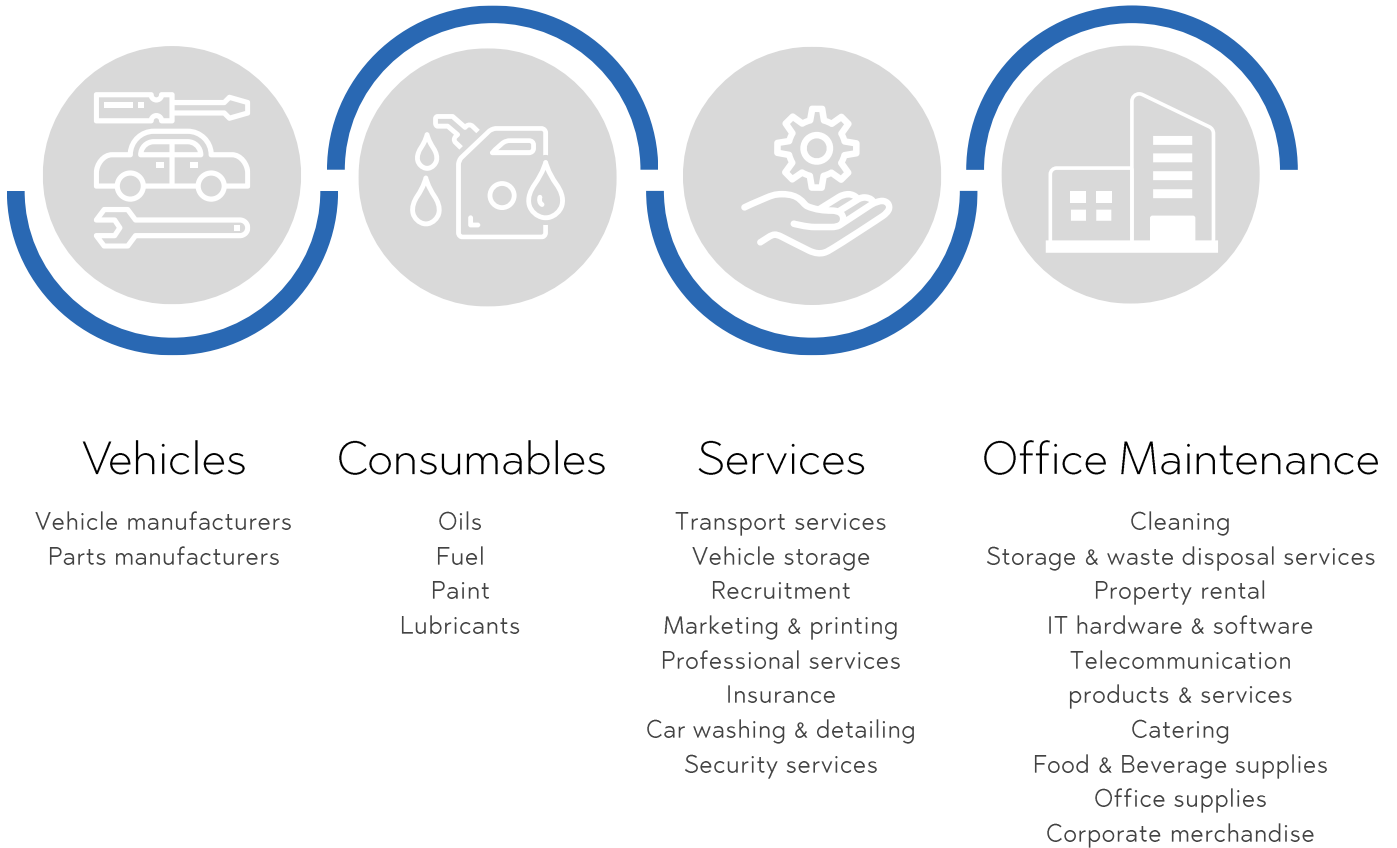 Vehicles
Vehicle manufacturers
Parts manufacturers
Consumables
Oils
Fuel
Paint
Lubricants
Services
Transport services
Vehicle storage
Recruitment
Marketing & printing
Professional services
Insurance
Car washing & detailing
Security services
Office Maintenance
Cleaning
Storage & waste disposal services
Property rental
IT hardware & software
Telecommunication
products & services
Catering
Food & Beverage supplies
Office supplies
Corporate merchandise